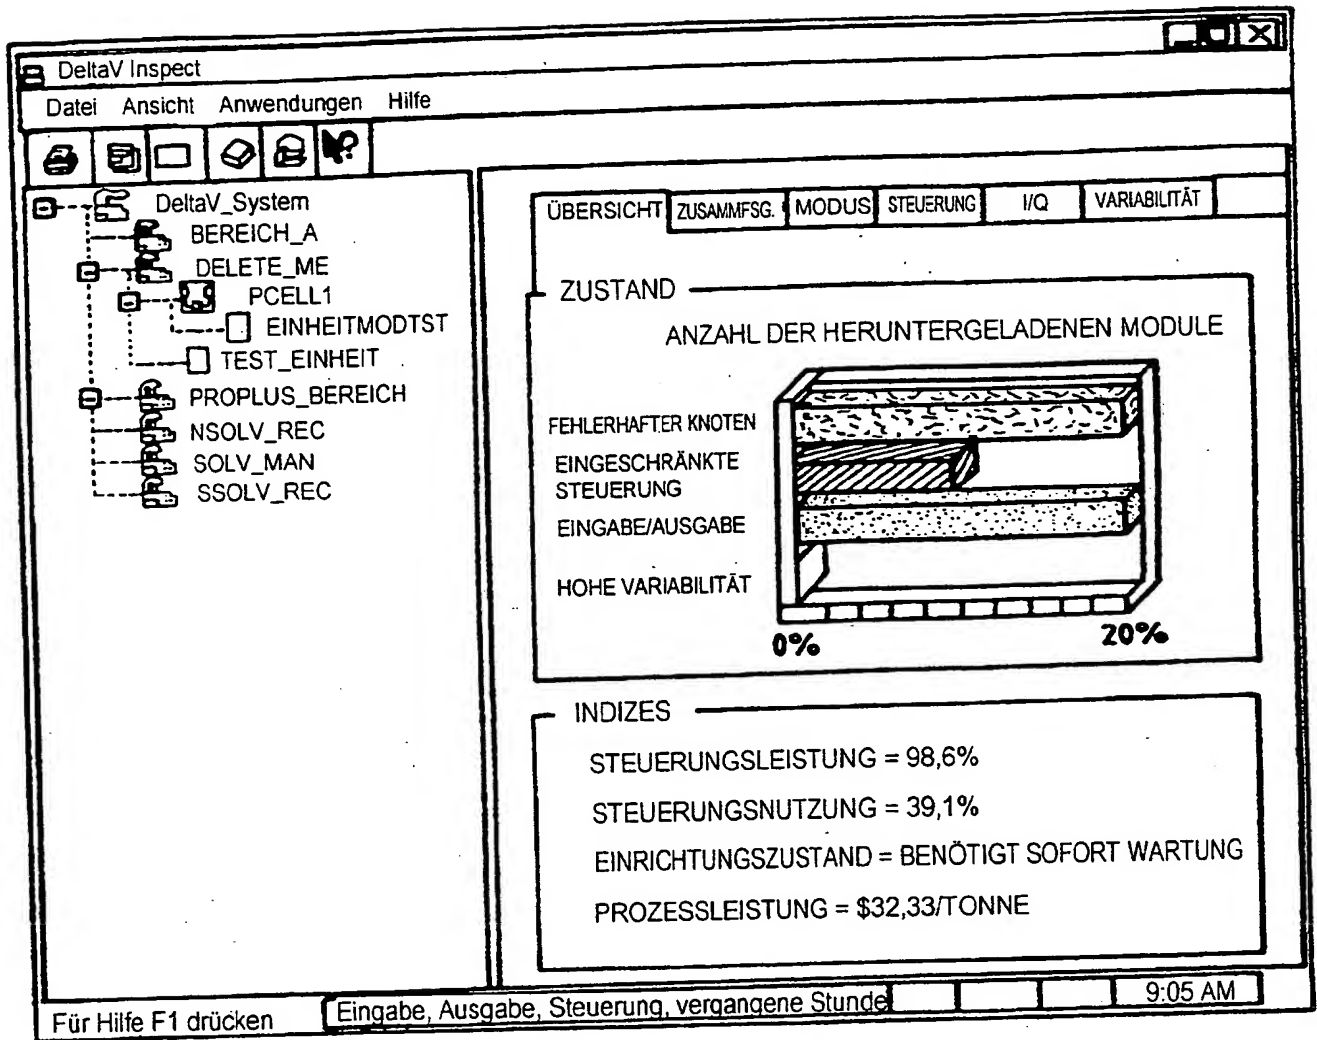 DeltaV Inspect
Datei Ansicht Anwendungen Hilfe
DeltaV_System
BEREICH_A
DELETE_ME
PCELL1
EINHEITMODTST
TEST_EINHEIT
PROPLUS_BEREICH
NSOLV_REC
SOLV_MAN
SSOLV_REC
ÜBERSICHT ZUSAMMFSG. MODUS STEUERUNG I/Q VARIABILITÄT
ZUSTAND
ANZAHL DER HERUNTERGELADENEN MODULE
FEHLERHAFTER KNOTEN
EINGESCHRÄNKTE
STEUERUNG
EINGABE/AUSGABE
HOHE VARIABILITÄT
0% 20%
INDIZES
STEUERUNGSLEISTUNG = 98,6%
STEUERUNGSNUTZUNG = 39,1%
EINRICHTUNGSZUSTAND = BENÖTIGT SOFORT WARTUNG
PROZESSLEISTUNG = $32,33/TONNE
Für Hilfe F1 drücken Eingabe, Ausgabe, Steuerung, vergangene Stunde 9:05 AM